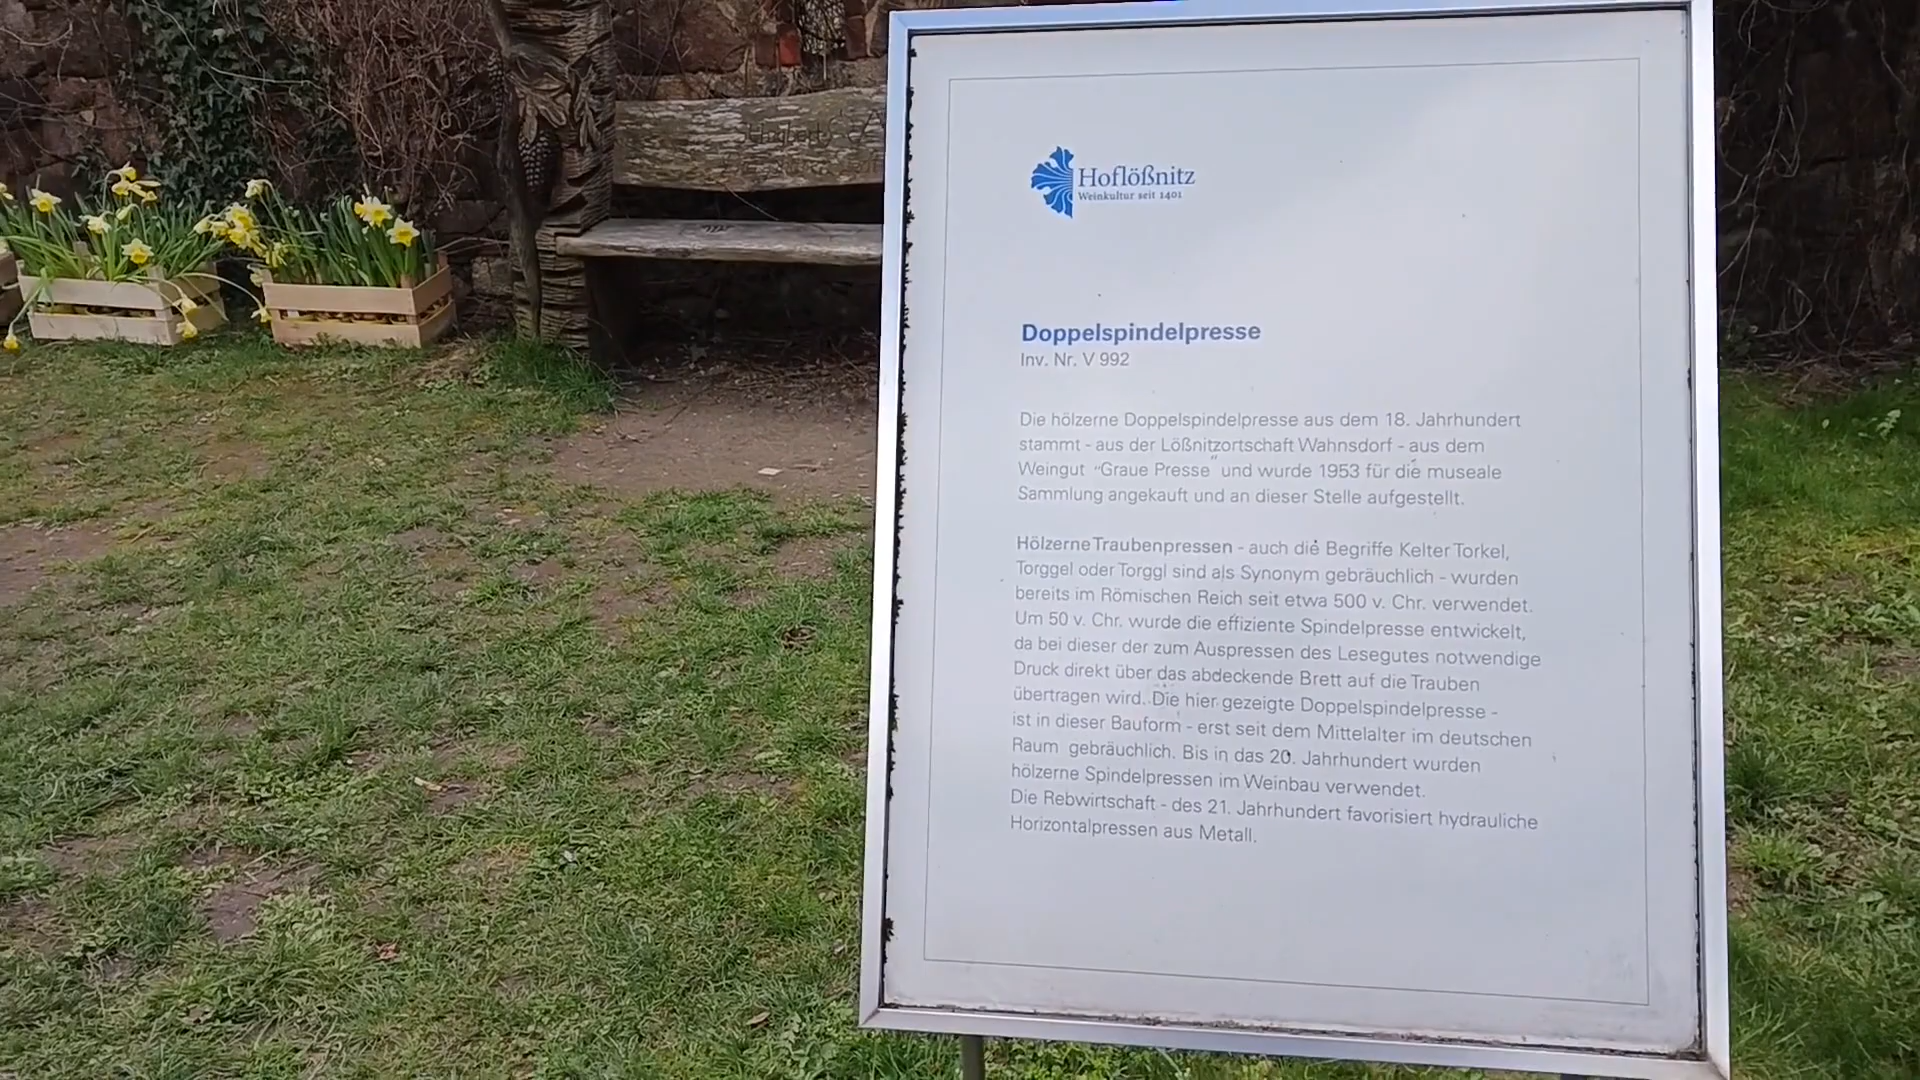 Hoflößnitz
Weinkultur seit 1401
Doppelspindelpresse
Inv. Nr. V 992
Die hölzerne Doppelspindelpresse aus dem 18. Jahrhundert
stammt - aus der Lößnitzortschaft Wahnsdorf - aus dem
Weingut "Graue Presse" und wurde 1953 für die museale
Sammlung angekauft und an dieser Stelle aufgestellt.
Hölzerne Traubenpressen - auch die Begriffe Kelter Torkel,
Torggel oder Torggl sind als Synonym gebräuchlich - wurden
bereits im Römischen Reich seit etwa 500 v. Chr. verwendet.
Um 50 v. Chr. wurde die effiziente Spindelpresse entwickelt,
da bei dieser der zum Auspressen des Lesegutes notwendige
Druck direkt über das abdeckende Brett auf die Trauben
übertragen wird. Die hier gezeigte Doppelspindelpresse -
ist in dieser Bauform - erst seit dem Mittelalter im deutschen
Raum gebräuchlich. Bis in das 20. Jahrhundert wurden
hölzerne Spindelpressen im Weinbau verwendet.
Die Rebwirtschaft - des 21. Jahrhundert favorisiert hydrauliche
Horizontalpressen aus Metall.